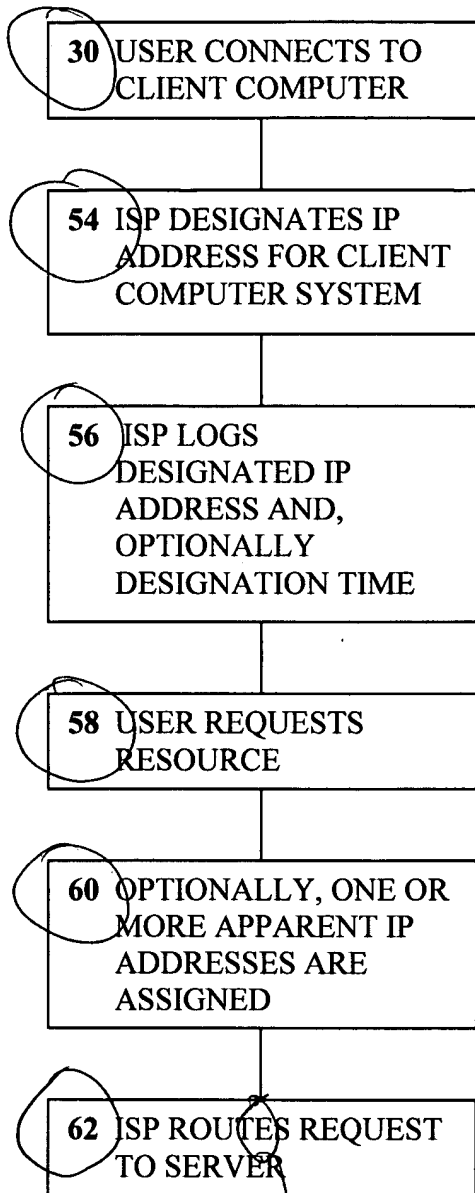 30 USER CONNECTS TO
CLIENT COMPUTER
54 ISP DESIGNATES IP
ADDRESS FOR CLIENT
COMPUTER SYSTEM
56 ISP LOGS
DESIGNATED IP
ADDRESS AND,
OPTIONALLY
DESIGNATION TIME
58 USER REQUESTS
RESOURCE
60 OPTIONALLY, ONE OR
MORE APPARENT IP
ADDRESSES ARE
ASSIGNED
62 ISP ROUTES REQUEST
TO SERVER